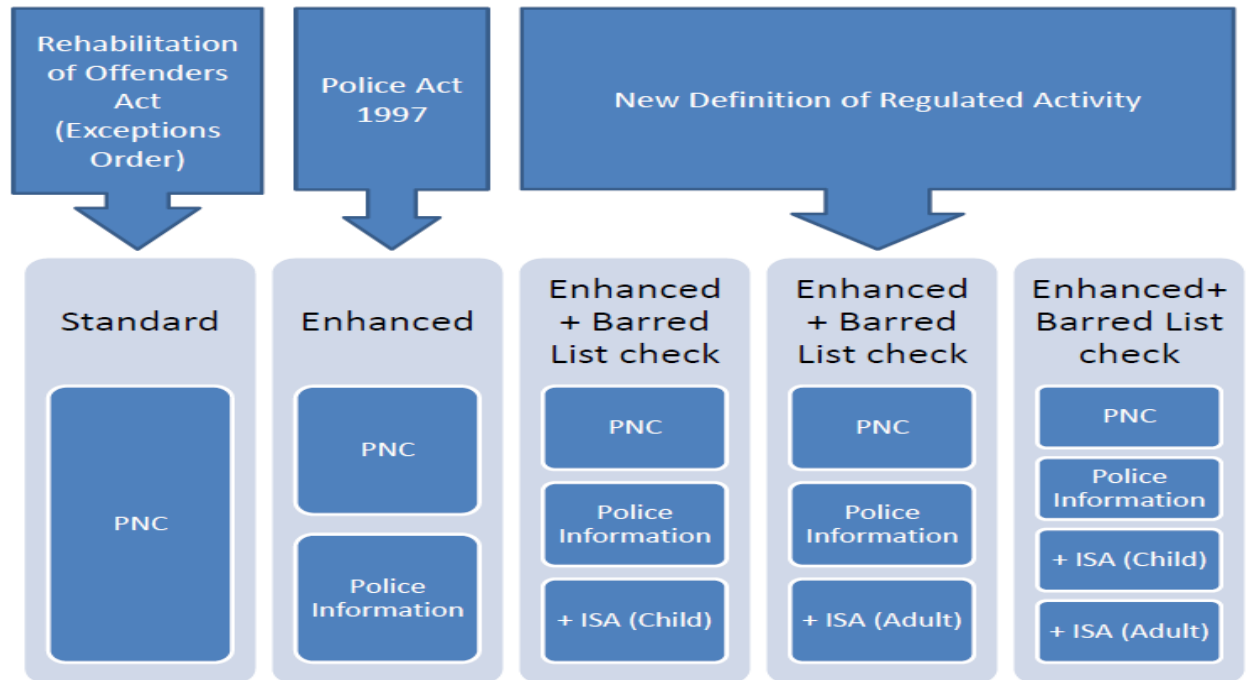 Rehabilitation
of Offenders
Act
(Exceptions
Order)
Police Act
1997
New Definition of Regulated Activity
Standard
PNC
Enhanced
PNC
Police
Information
Enhanced
+ Barred
List check
PNC
Police
Information
+ ISA (Child)
Enhanced
+ Barred
List check
PNC
Police
Information
+ ISA (Adult)
Enhanced+
Barred List
check
PNC
Police
Information
+ ISA (Child)
+ ISA (Adult)